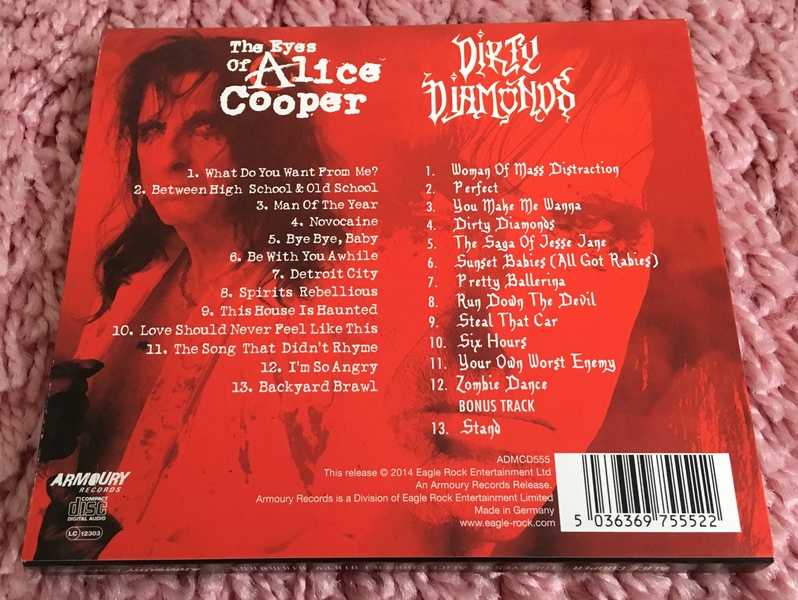 The Eyes
Of Alice
Cooper
1. What Do You Want From Me?
2. Between High School & Old School
3. Man Of The Year
4. Novocaine
5. Bye Bye, Baby
6. Be With You Awhile
7. Detroit City
8. Spirits Rebellious
9. This House Is Haunted
10. Love Should Never Feel Like This
11. The Song That Didn't Rhyme
12. I'm So Angry
13. Backyard Brawl
Dirty
Diamonds
1. Woman Of Mass Distraction
2. Perfect
3. You Make Me Wanna
4. Dirty Diamonds
5. The Saga Of Jesse Jane
6. Sunset Babies (All Got Rabies)
7. Pretty Ballerina
8. Run Down The Devil
9. Steal That Car
10. Six Hours
11. Your Own Worst Enemy
12. Zombie Dance
BONUS TRACK
13. Stand
ARMOURY
RECORDS
COMPACT
disc
DIGITAL AUDIO
LC 12303
ADMCD555
This release © 2014 Eagle Rock Entertainment Ltd
An Armoury Records Release.
Armoury Records is a Division of Eagle Rock Entertainment Limited
Made in Germany
www.eagle-rock.com
5 036369 755522